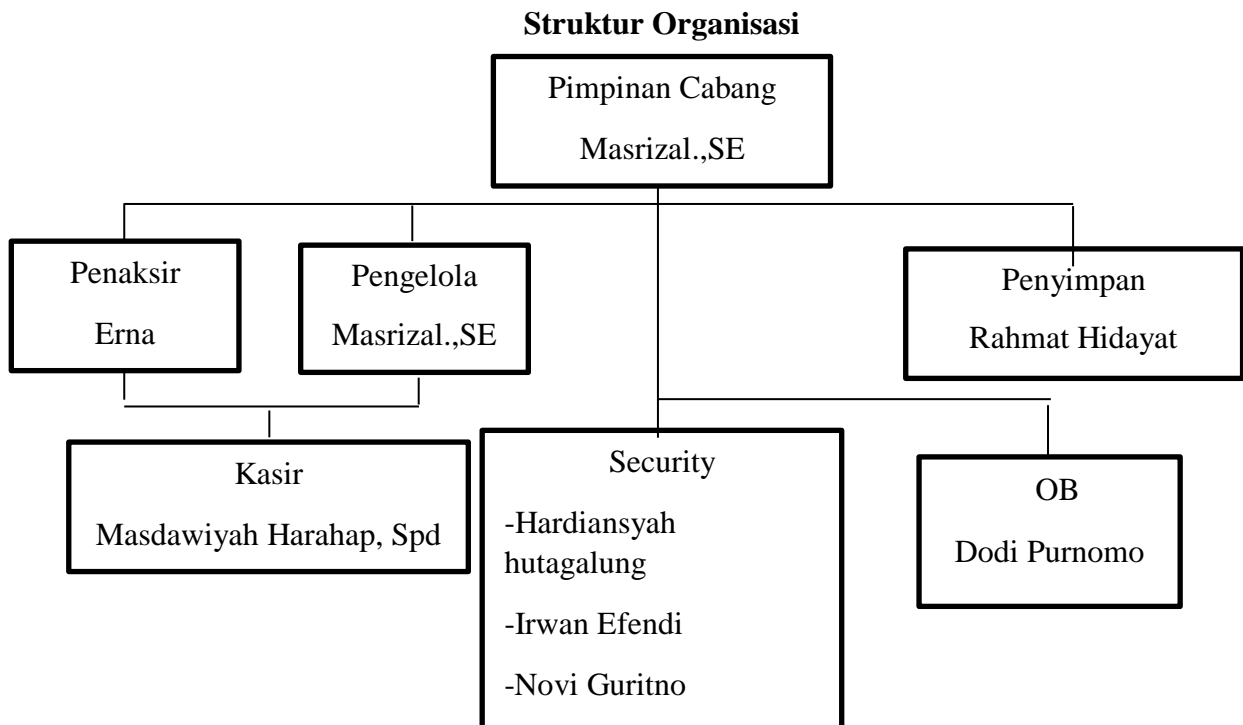 Struktur Organisasi
Pimpinan Cabang
Masrizal.,SE
Penaksir
Erna
Pengelola
Masrizal.,SE
Penyimpan
Rahmat Hidayat
Kasir
Masdawiyah Harahap, Spd
Security
-Hardiansyah
hutagalung
-Irwan Efendi
-Novi Guritno
OB
Dodi Purnomo